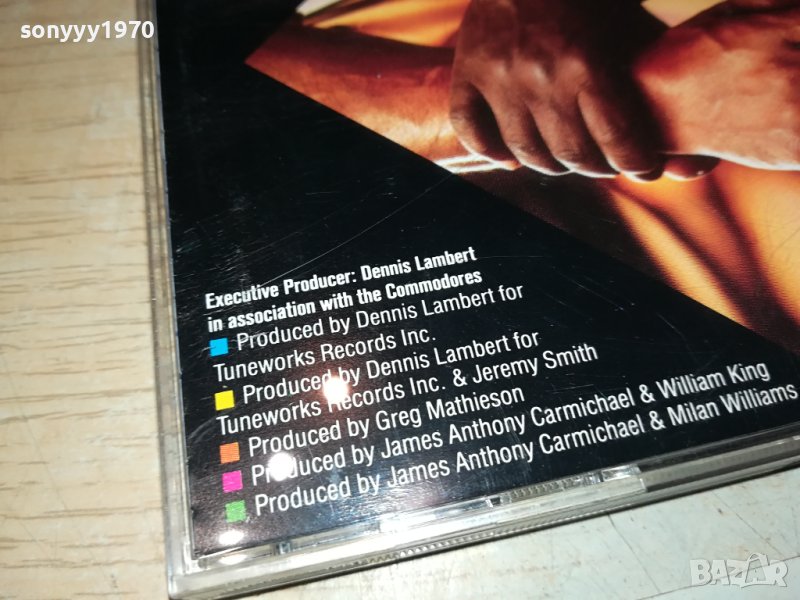 sonyyy1970
Executive Producer: Dennis Lambert
in association with the Commodores
Produced by Dennis Lambert for
Tuneworks Records Inc.
Produced by Dennis Lambert for
Tuneworks Records Inc. & Jeremy Smith
Produced by Greg Mathieson
Produced by James Anthony Carmichael & William King
Produced by James Anthony Carmichael & Milan Williams
BAZAR